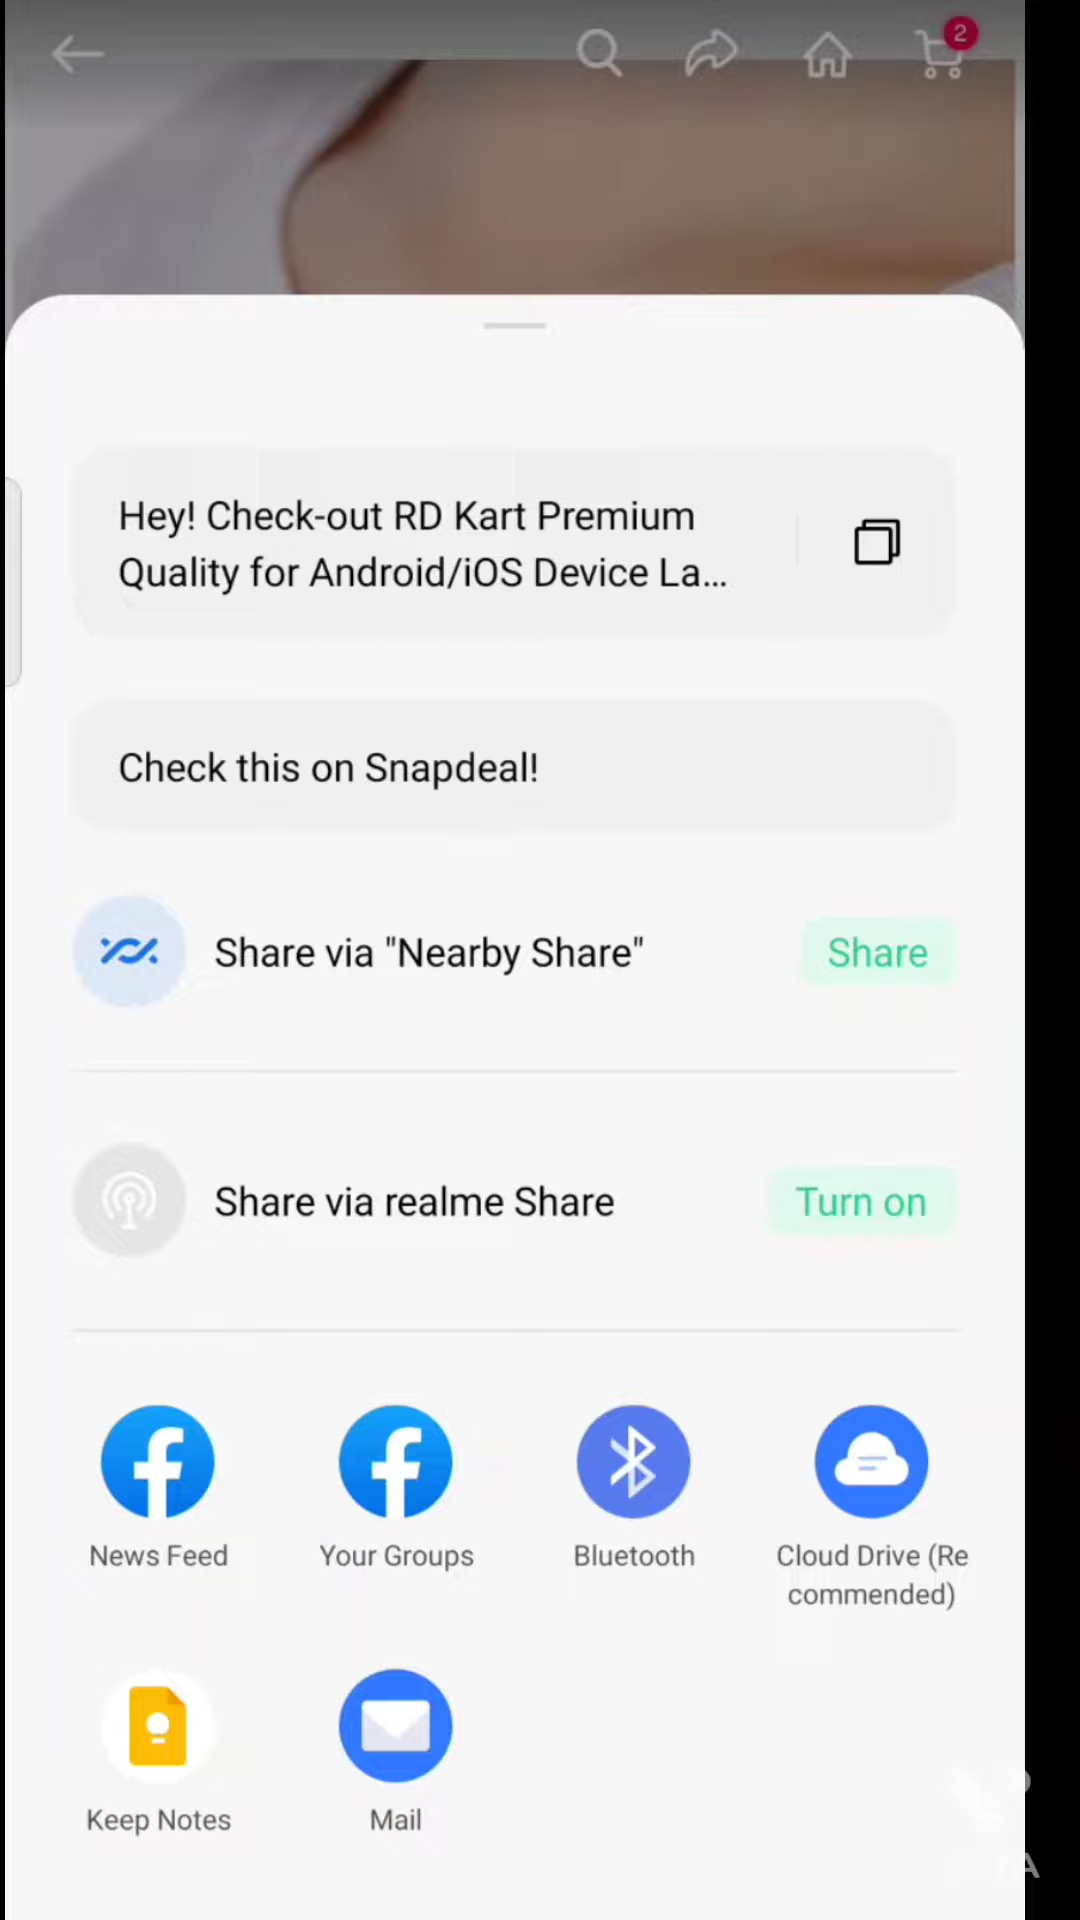 2
Hey! Check-out RD Kart Premium
Quality for Android/iOS Device La...
Check this on Snapdeal!
Share via "Nearby Share"
Share
Share via realme Share
Turn on
News Feed
Your Groups
Bluetooth
Cloud Drive (Re
commended)
Keep Notes
Mail